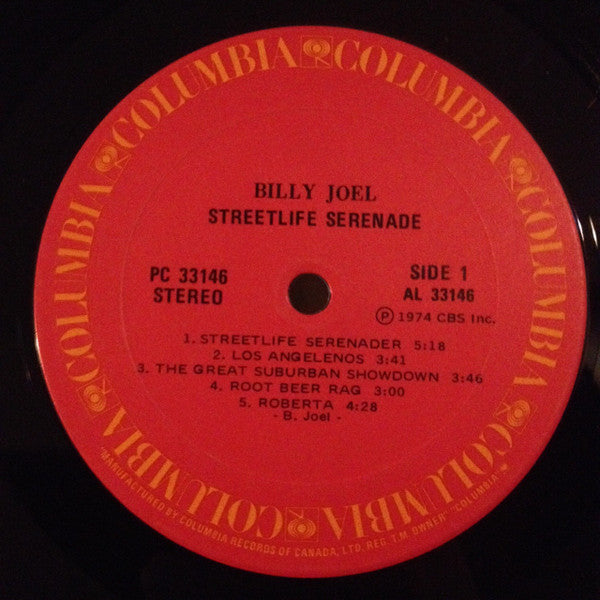 COLUMBIA COLUMBIA COLUMBIA COLUMBIA COLUMBIA COLUMBIA
BILLY JOEL
STREETLIFE SERENADE
PC 33146
STEREO
SIDE 1
AL 33146
Ⓟ 1974 CBS Inc.
1. STREETLIFE SERENADER 5:18
2. LOS ANGELENOS 3:41
3. THE GREAT SUBURBAN SHOWDOWN 3:46
4. ROOT BEER RAG 3:00
5. ROBERTA 4:28
- B. Joel -
"MANUFACTURED BY COLUMBIA RECORDS OF CANADA, LTD. REG. T.M. OWNER" "COLUMBIA"